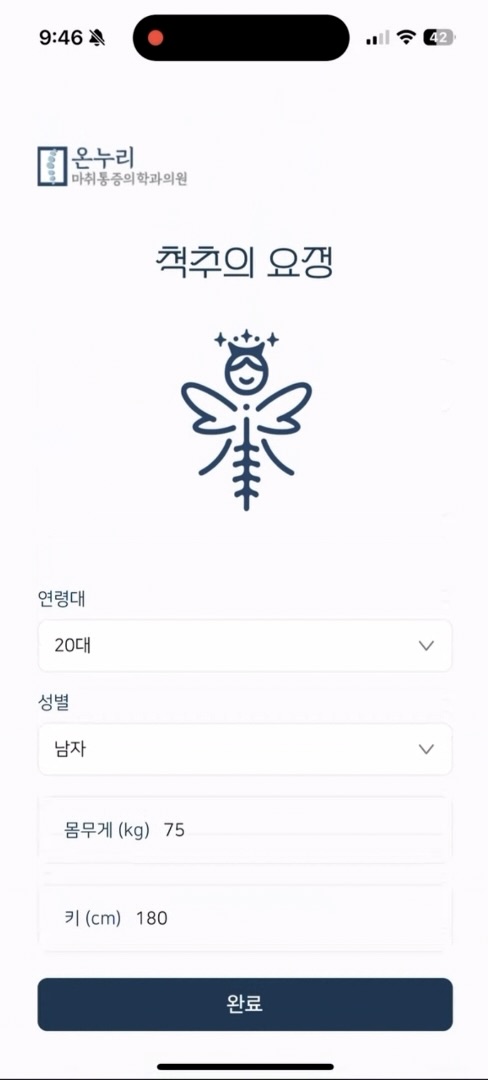 9:46
42
온누리
마취통증의학과의원
척추의 요정
연령대
20대
성별
남자
몸무게 (kg) 75
키 (cm) 180
완료